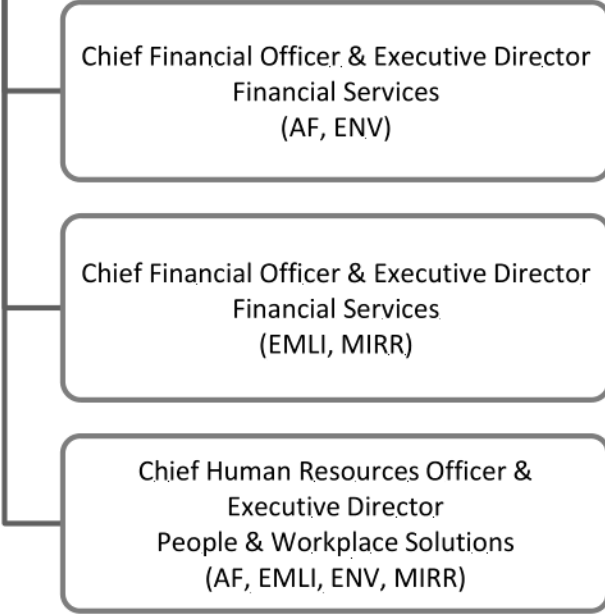 Chief Financial Officer & Executive Director
Financial Services
(AF, ENV)
Chief Financial Officer & Executive Director
Financial Services
(EMLI, MIRR)
Chief Human Resources Officer &
Executive Director
People & Workplace Solutions
(AF, EMLI, ENV, MIRR)